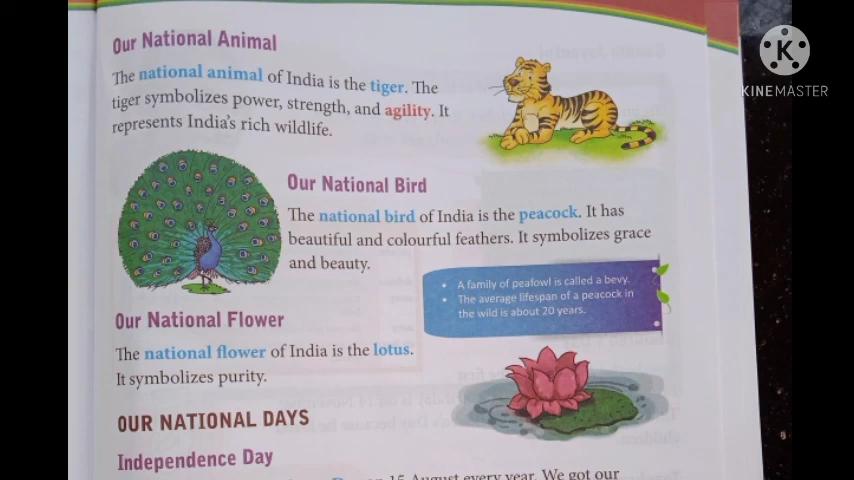 Our National Animal
The national animal of India is the tiger. The
tiger symbolizes power, strength, and agility. It
represents India's rich wildlife.
Our National Bird
The national bird of India is the peacock. It has
beautiful and colourful feathers. It symbolizes grace
and beauty.
• A family of peafowl is called a bevy.
• The average lifespan of a peacock in
the wild is about 20 years.
Our National Flower
The national flower of India is the lotus.
It symbolizes purity.
OUR NATIONAL DAYS
Independence Day
15 August every year. We got our
KINEMASTER